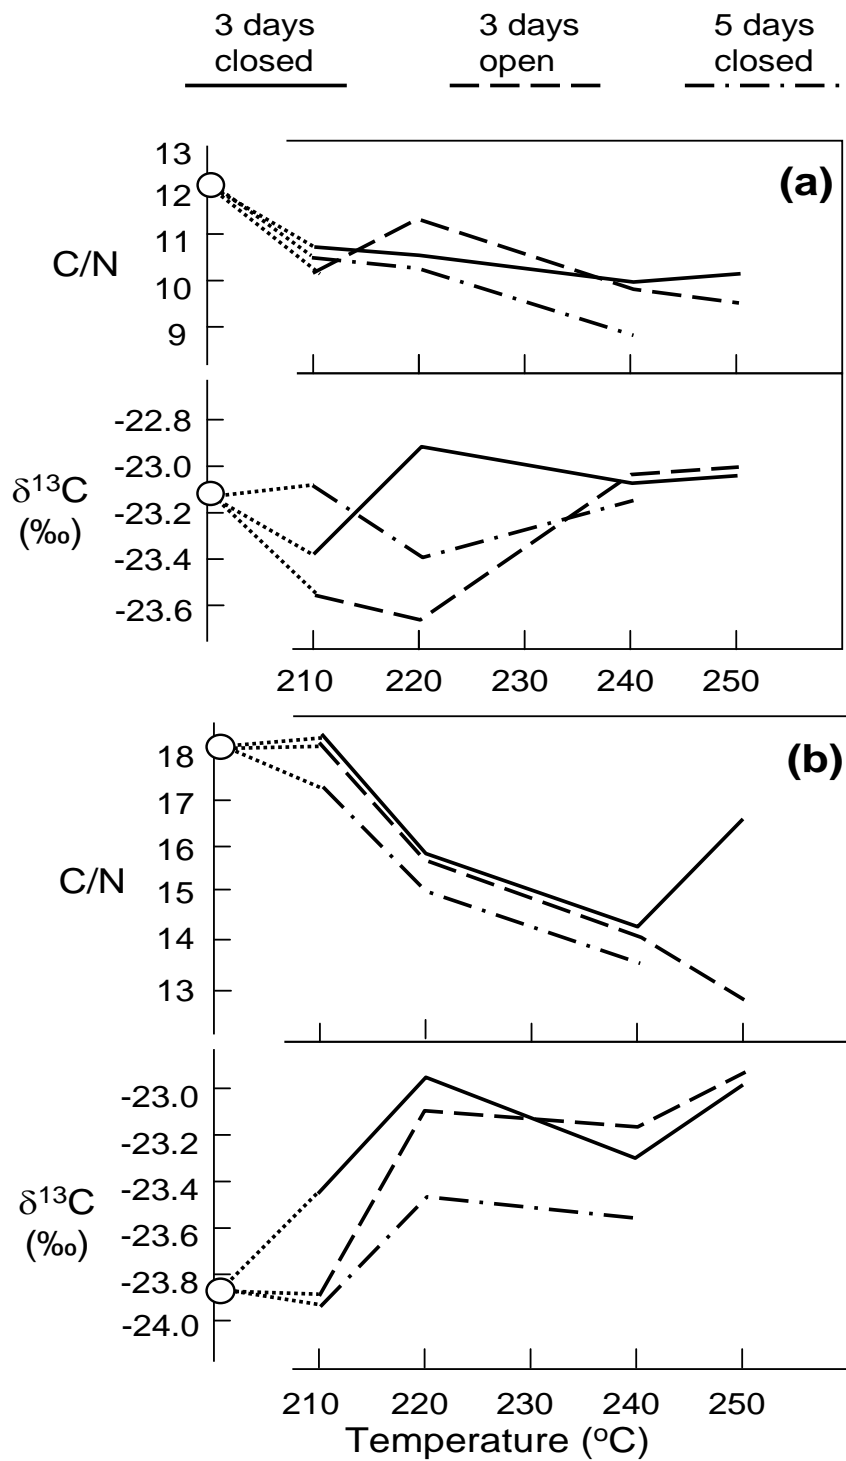 3 days 3 days 5 days
closed open closed
(a)
13
12
11
10
9
C/N
-22.8
-23.0
-23.2
-23.4
-23.6
δ¹³C
(‰)
210 220 230 240 250
(b)
18
17
16
15
14
13
C/N
-23.0
-23.2
-23.4
-23.6
-23.8
-24.0
δ¹³C
(‰)
210 220 230 240 250
Temperature (°C)